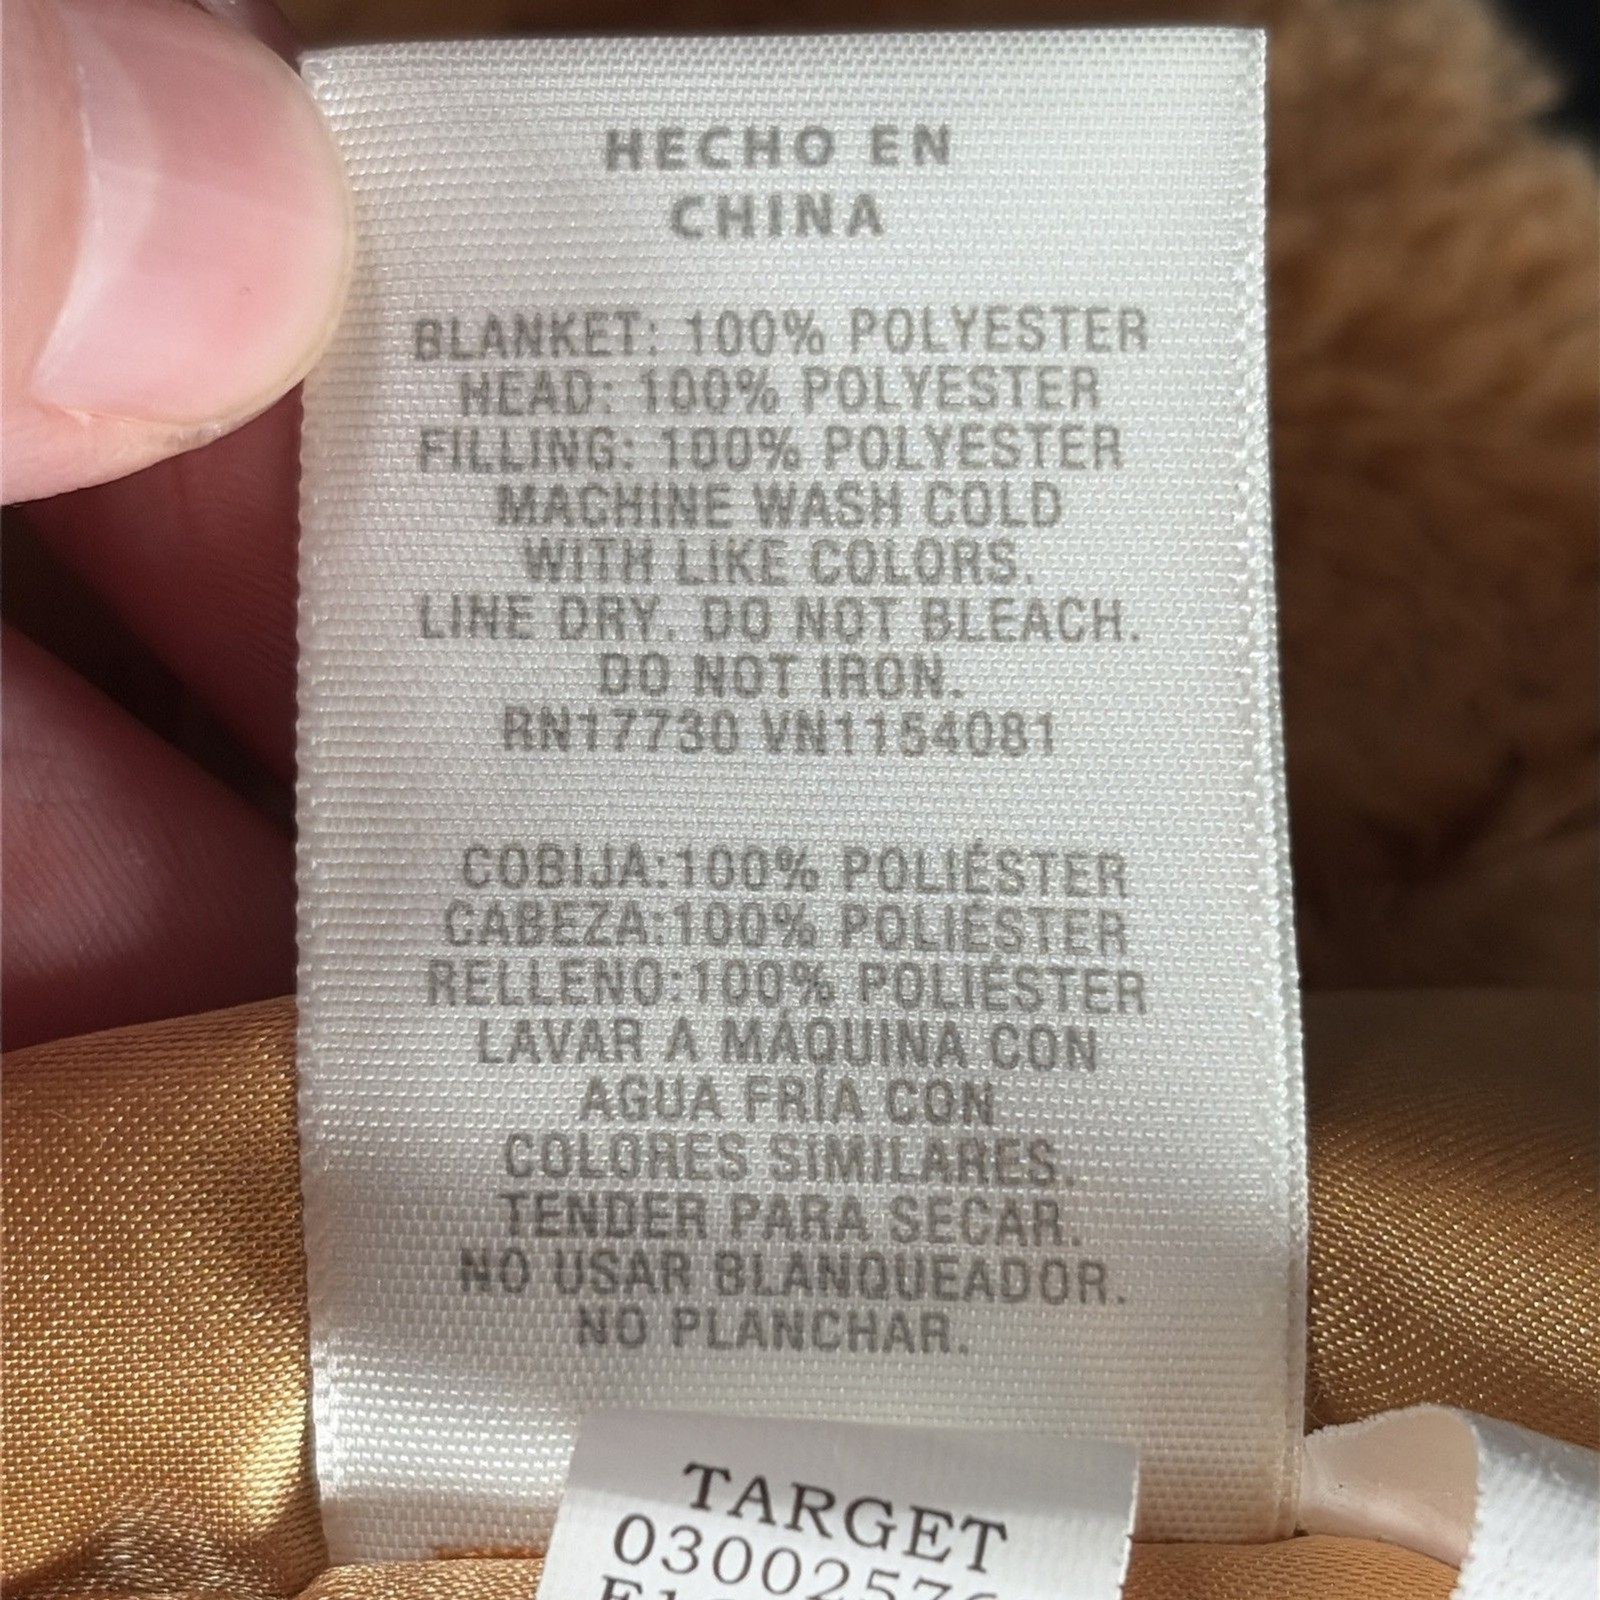 HECHO EN
CHINA
BLANKET: 100% POLYESTER
HEAD: 100% POLYESTER
FILLING: 100% POLYESTER
MACHINE WASH COLD
WITH LIKE COLORS.
LINE DRY. DO NOT BLEACH.
DO NOT IRON.
RN17730 VN1154081
COBIJA:100% POLIÉSTER
CABEZA:100% POLIÉSTER
RELLENO:100% POLIÉSTER
LAVAR A MÁQUINA CON
AGUA FRÍA CON
COLORES SIMILARES.
TENDER PARA SECAR.
NO USAR BLANQUEADOR.
NO PLANCHAR.
TARGET